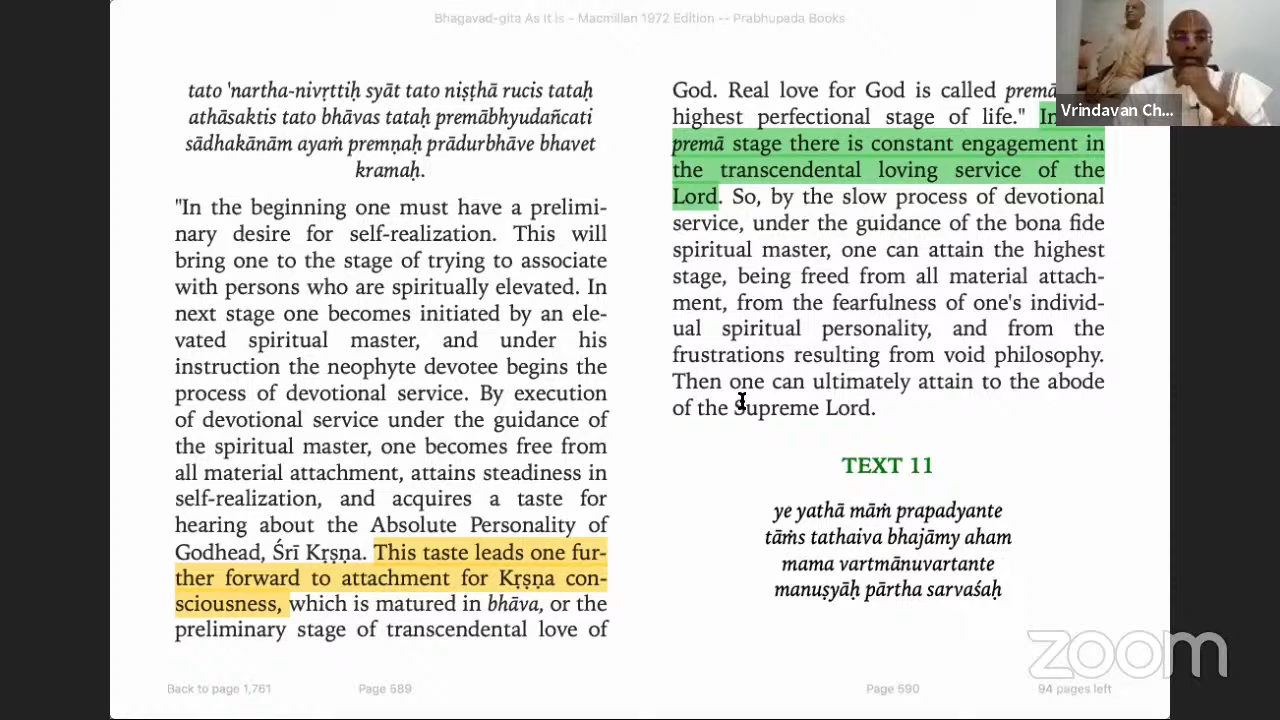 Bhagavad-gita As It Is - Macmillan 1972 Edition -- Prabhupada Books
tato 'nartha-nivṛttiḥ syāt tato niṣṭhā rucis tataḥ
athāsaktis tato bhāvas tataḥ premābhyudañcati
sādhakānām ayaṁ premṇaḥ prādurbhāve bhavet
kramaḥ.
"In the beginning one must have a prelimi-
nary desire for self-realization. This will
bring one to the stage of trying to associate
with persons who are spiritually elevated. In
next stage one becomes initiated by an ele-
vated spiritual master, and under his
instruction the neophyte devotee begins the
process of devotional service. By execution
of devotional service under the guidance of
the spiritual master, one becomes free from
all material attachment, attains steadiness in
self-realization, and acquires a taste for
hearing about the Absolute Personality of
Godhead, Śrī Kṛṣṇa. This taste leads one fur-
ther forward to attachment for Kṛṣṇa con-
sciousness, which is matured in bhāva, or the
preliminary stage of transcendental love of
God. Real love for God is called premā
highest perfectional stage of life." In
premā stage there is constant engagement in
the transcendental loving service of the
Lord. So, by the slow process of devotional
service, under the guidance of the bona fide
spiritual master, one can attain the highest
stage, being freed from all material attach-
ment, from the fearfulness of one's individ-
ual spiritual personality, and from the
frustrations resulting from void philosophy.
Then one can ultimately attain to the abode
of the Supreme Lord.
TEXT 11
ye yathā māṁ prapadyante
tāṁs tathaiva bhajāmy aham
mama vartmānuvartante
manuṣyāḥ pārtha sarvaśaḥ
Back to page 1,761
Page 589
Page 590
94 pages left
Vrindavan Ch...
zoom